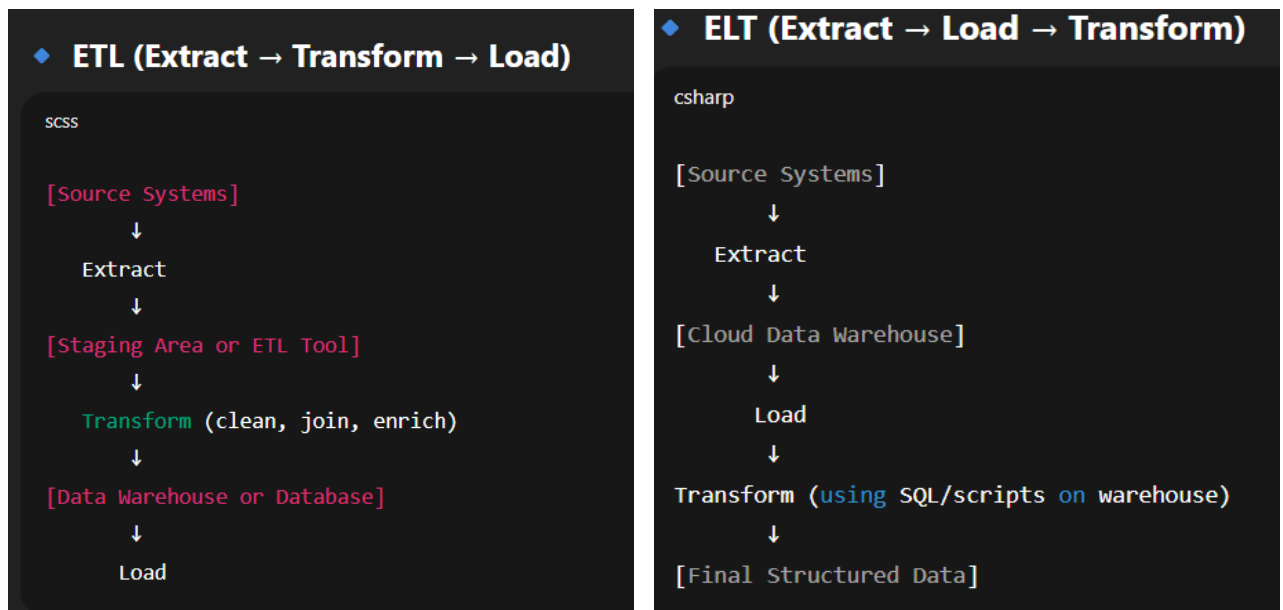 ETL (Extract → Transform → Load)
scss
[Source Systems]
↓
Extract
↓
[Staging Area or ETL Tool]
↓
Transform (clean, join, enrich)
↓
[Data Warehouse or Database]
↓
Load
ELT (Extract → Load → Transform)
csharp
[Source Systems]
↓
Extract
↓
[Cloud Data Warehouse]
↓
Load
↓
Transform (using SQL/scripts on warehouse)
↓
[Final Structured Data]